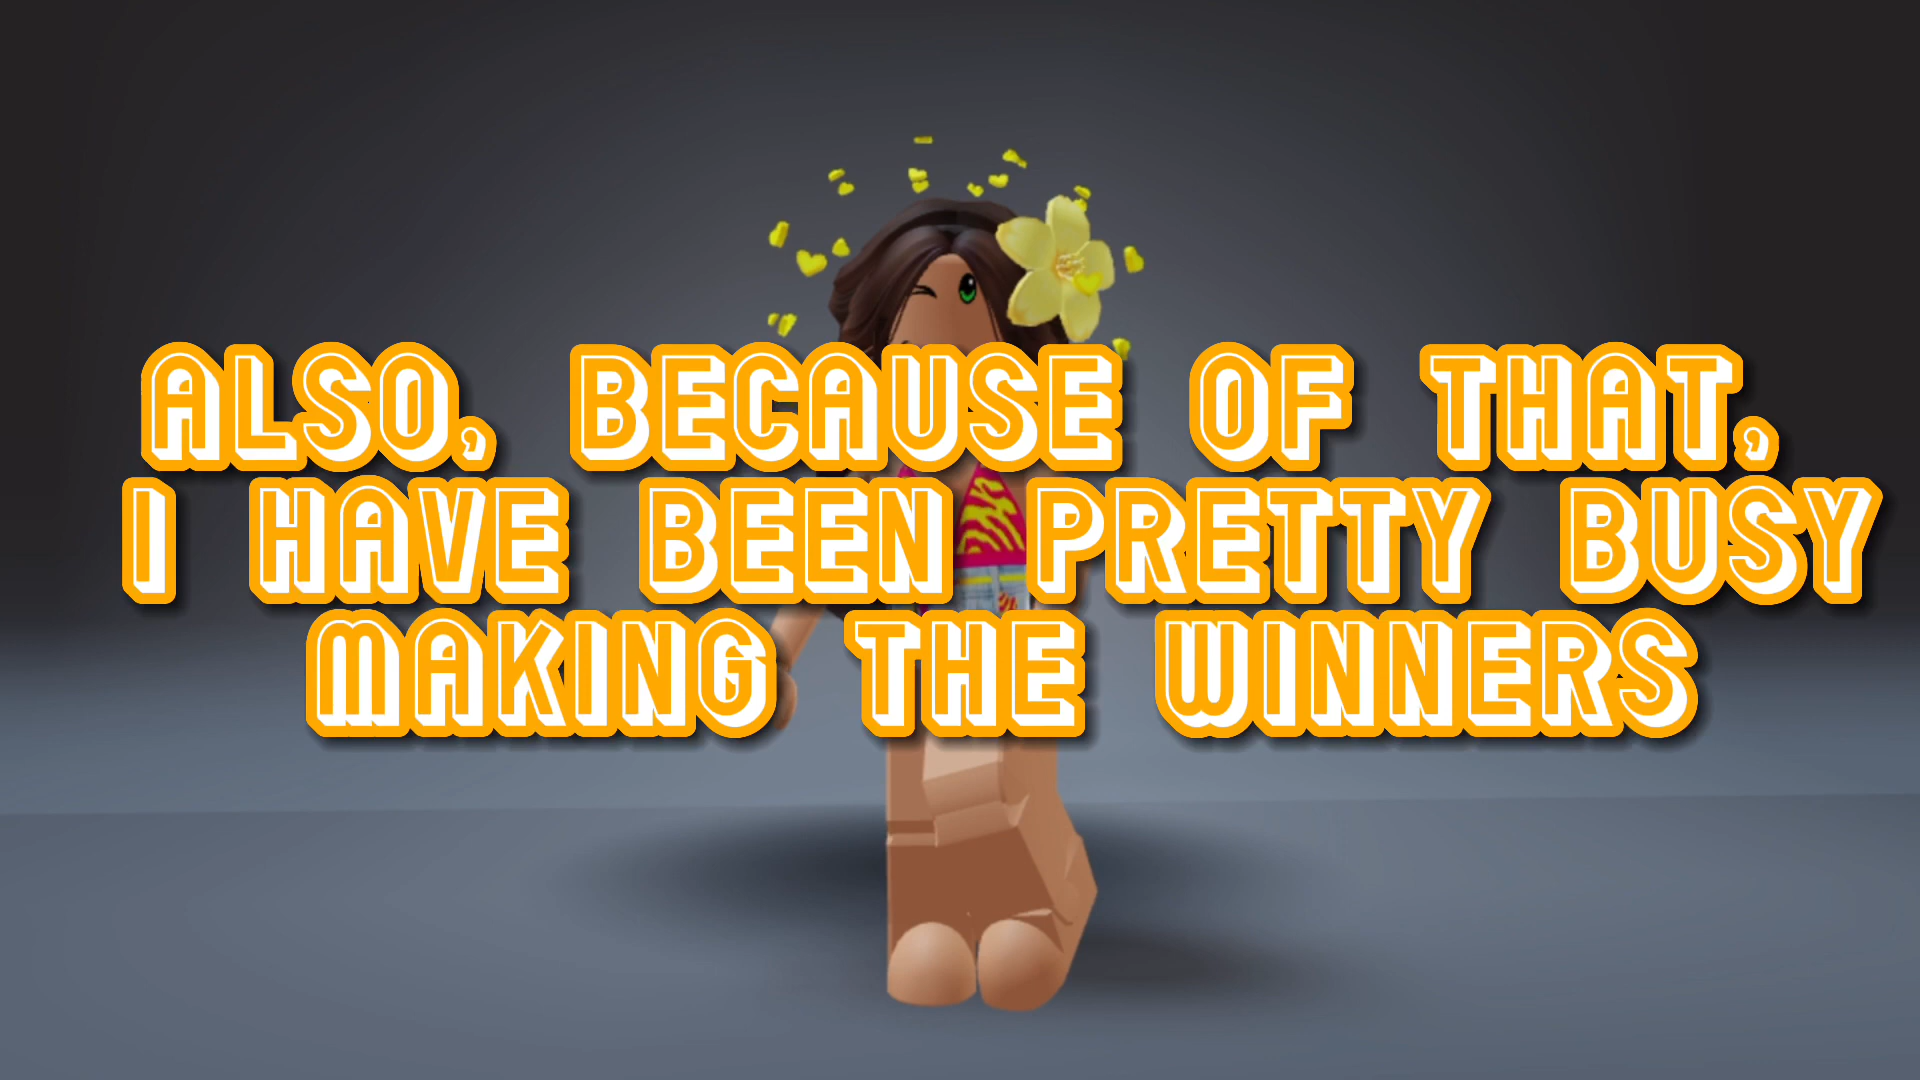 ALSO, BECAUSE OF THAT,
I HAVE BEEN PRETTY BUSY
MAKING THE WINNERS